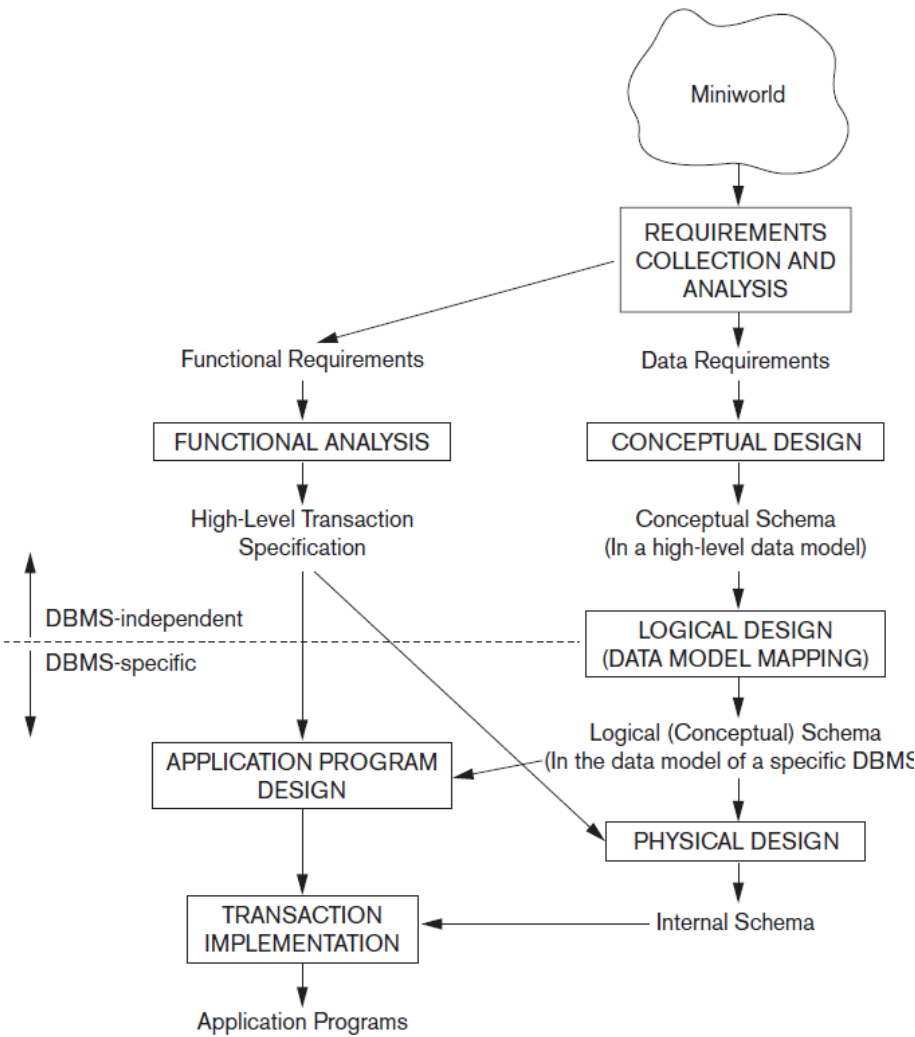 Miniworld
REQUIREMENTS
COLLECTION AND
ANALYSIS
Functional Requirements
Data Requirements
FUNCTIONAL ANALYSIS
CONCEPTUAL DESIGN
High-Level Transaction
Specification
Conceptual Schema
(In a high-level data model)
DBMS-independent
DBMS-specific
LOGICAL DESIGN
(DATA MODEL MAPPING)
Logical (Conceptual) Schema
(In the data model of a specific DBMS
APPLICATION PROGRAM
DESIGN
PHYSICAL DESIGN
TRANSACTION
IMPLEMENTATION
Internal Schema
Application Programs